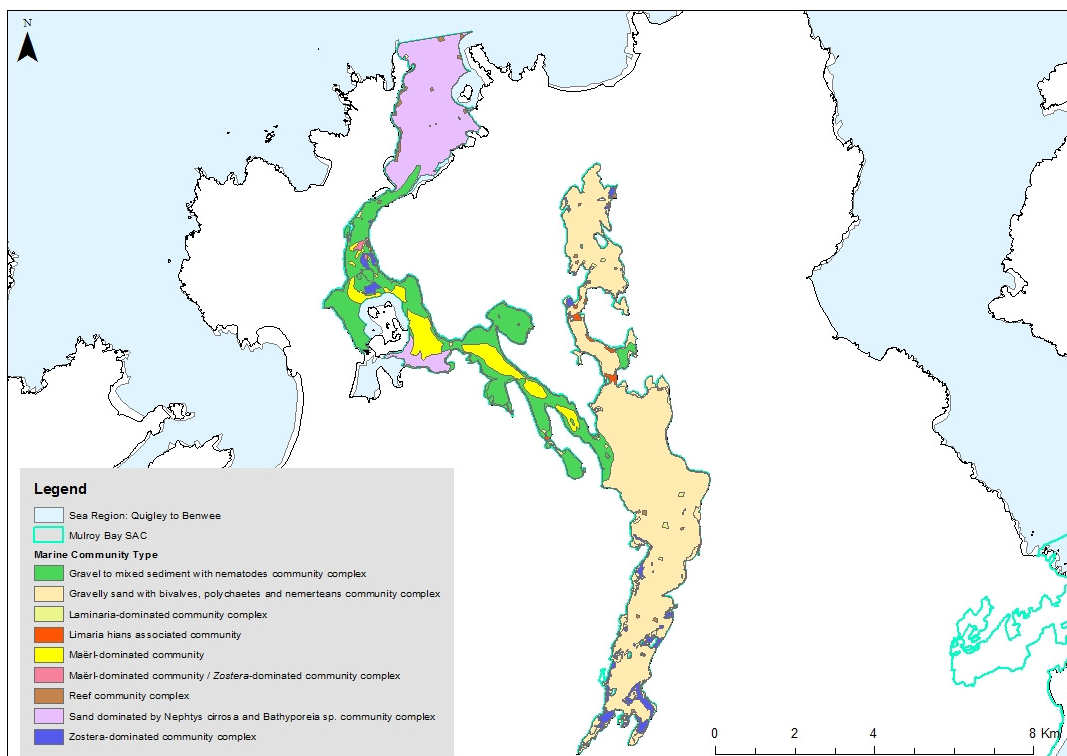 N
Legend
Sea Region: Quigley to Benwee
Mulroy Bay SAC
Marine Community Type
Gravel to mixed sediment with nematodes community complex
Gravelly sand with bivalves, polychaetes and nemerteans community complex
Laminaria-dominated community complex
Limaria hians associated community
Maërl-dominated community
Maërl-dominated community / Zostera-dominated community complex
Reef community complex
Sand dominated by Nephtys cirrosa and Bathyporeia sp. community complex
Zostera-dominated community complex
0 2 4 8 Km